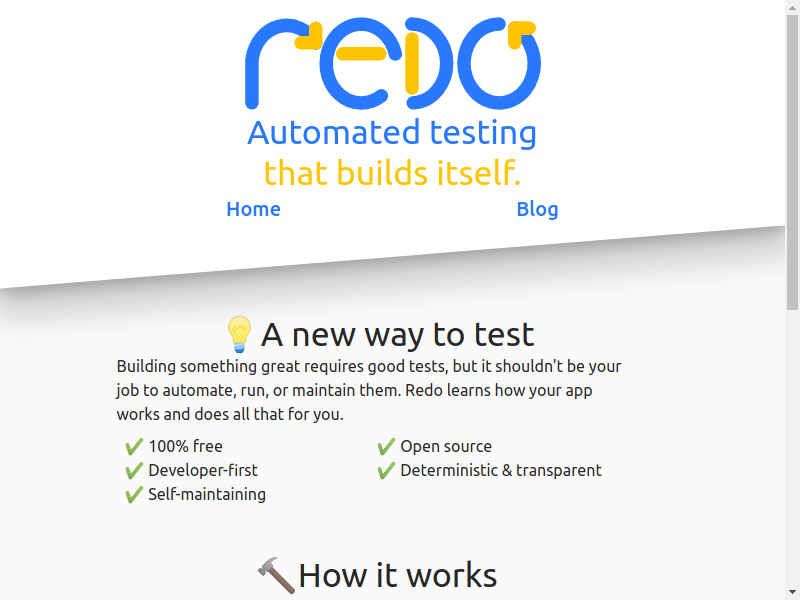 redo
Automated testing
that builds itself.
Home Blog
A new way to test
Building something great requires good tests, but it shouldn't be your
job to automate, run, or maintain them. Redo learns how your app
works and does all that for you.
✔ 100% free
✔ Developer-first
✔ Self-maintaining
✔ Open source
✔ Deterministic & transparent
How it works